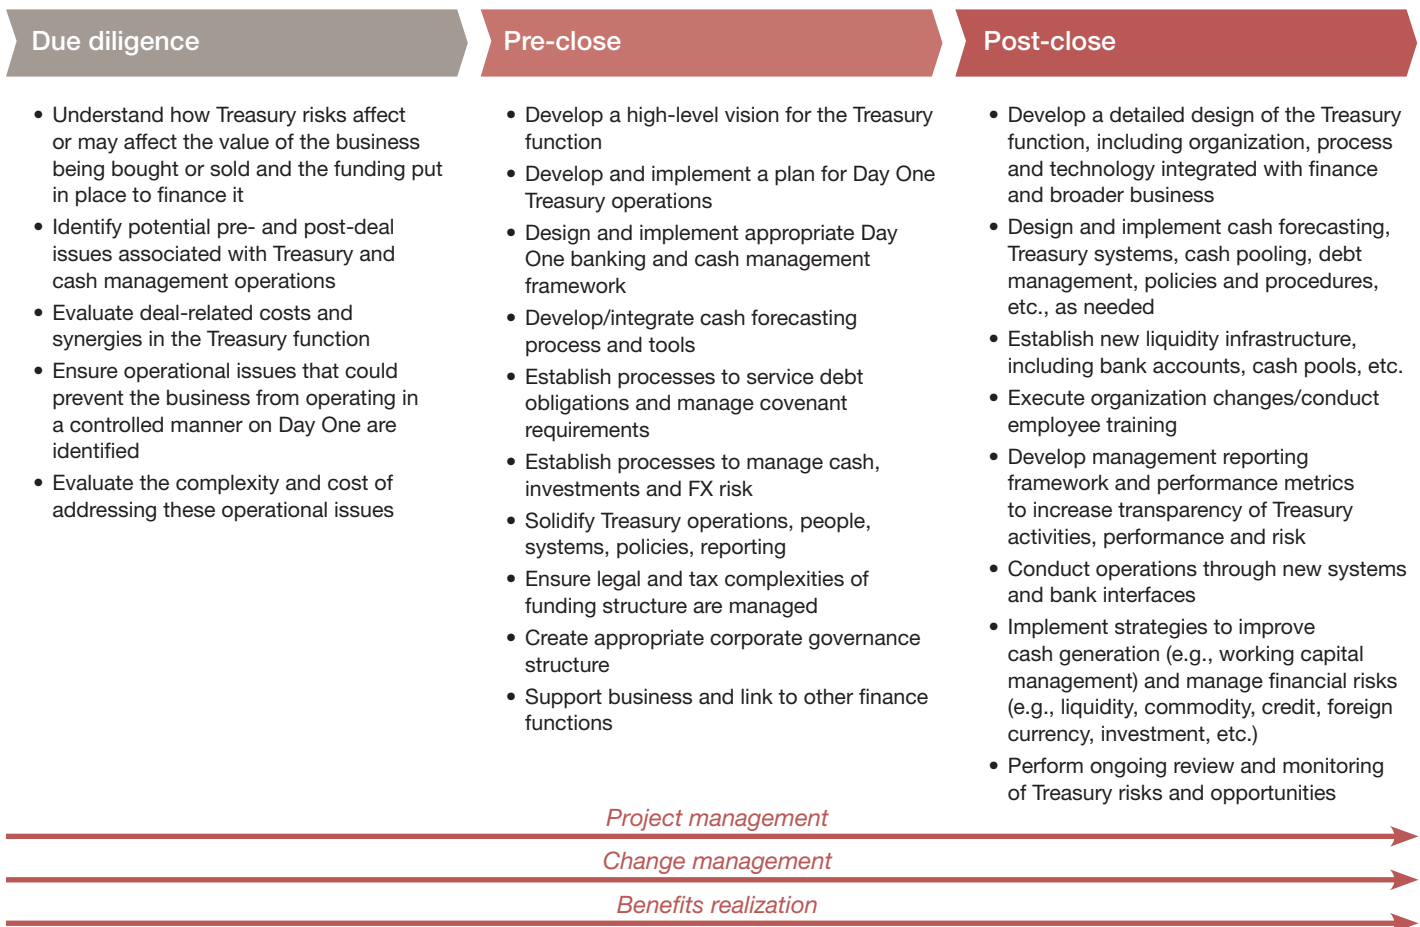 Due diligence
• Understand how Treasury risks affect
or may affect the value of the business
being bought or sold and the funding put
in place to finance it
• Identify potential pre- and post-deal
issues associated with Treasury and
cash management operations
• Evaluate deal-related costs and
synergies in the Treasury function
• Ensure operational issues that could
prevent the business from operating in
a controlled manner on Day One are
identified
• Evaluate the complexity and cost of
addressing these operational issues
Pre-close
• Develop a high-level vision for the Treasury
function
• Develop and implement a plan for Day One
Treasury operations
• Design and implement appropriate Day
One banking and cash management
framework
• Develop/integrate cash forecasting
process and tools
• Establish processes to service debt
obligations and manage covenant
requirements
• Establish processes to manage cash,
investments and FX risk
• Solidify Treasury operations, people,
systems, policies, reporting
• Ensure legal and tax complexities of
funding structure are managed
• Create appropriate corporate governance
structure
• Support business and link to other finance
functions
Post-close
• Develop a detailed design of the Treasury
function, including organization, process
and technology integrated with finance
and broader business
• Design and implement cash forecasting,
Treasury systems, cash pooling, debt
management, policies and procedures,
etc., as needed
• Establish new liquidity infrastructure,
including bank accounts, cash pools, etc.
• Execute organization changes/conduct
employee training
• Develop management reporting
framework and performance metrics
to increase transparency of Treasury
activities, performance and risk
• Conduct operations through new systems
and bank interfaces
• Implement strategies to improve
cash generation (e.g., working capital
management) and manage financial risks
(e.g., liquidity, commodity, credit, foreign
currency, investment, etc.)
• Perform ongoing review and monitoring
of Treasury risks and opportunities
Project management
Change management
Benefits realization